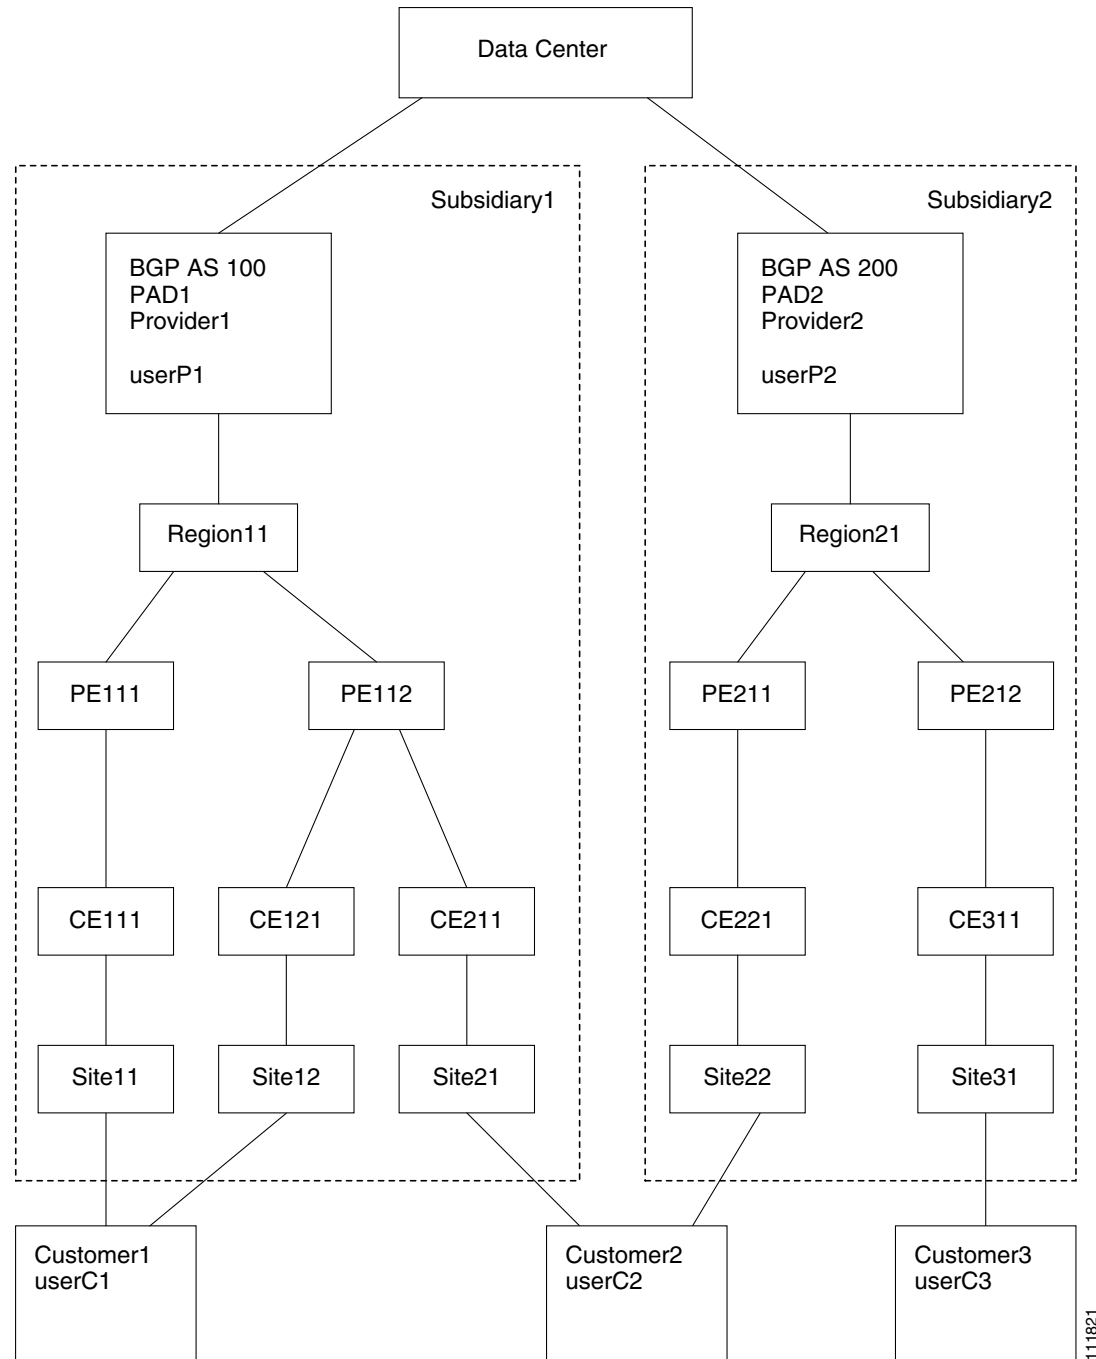 Data Center
Subsidiary1
Subsidiary2
BGP AS 100
PAD1
Provider1
userP1
BGP AS 200
PAD2
Provider2
userP2
Region11
Region21
PE111
PE112
PE211
PE212
CE111
CE121
CE211
CE221
CE311
Site11
Site12
Site21
Site22
Site31
Customer1
userC1
Customer2
userC2
Customer3
userC3
111821